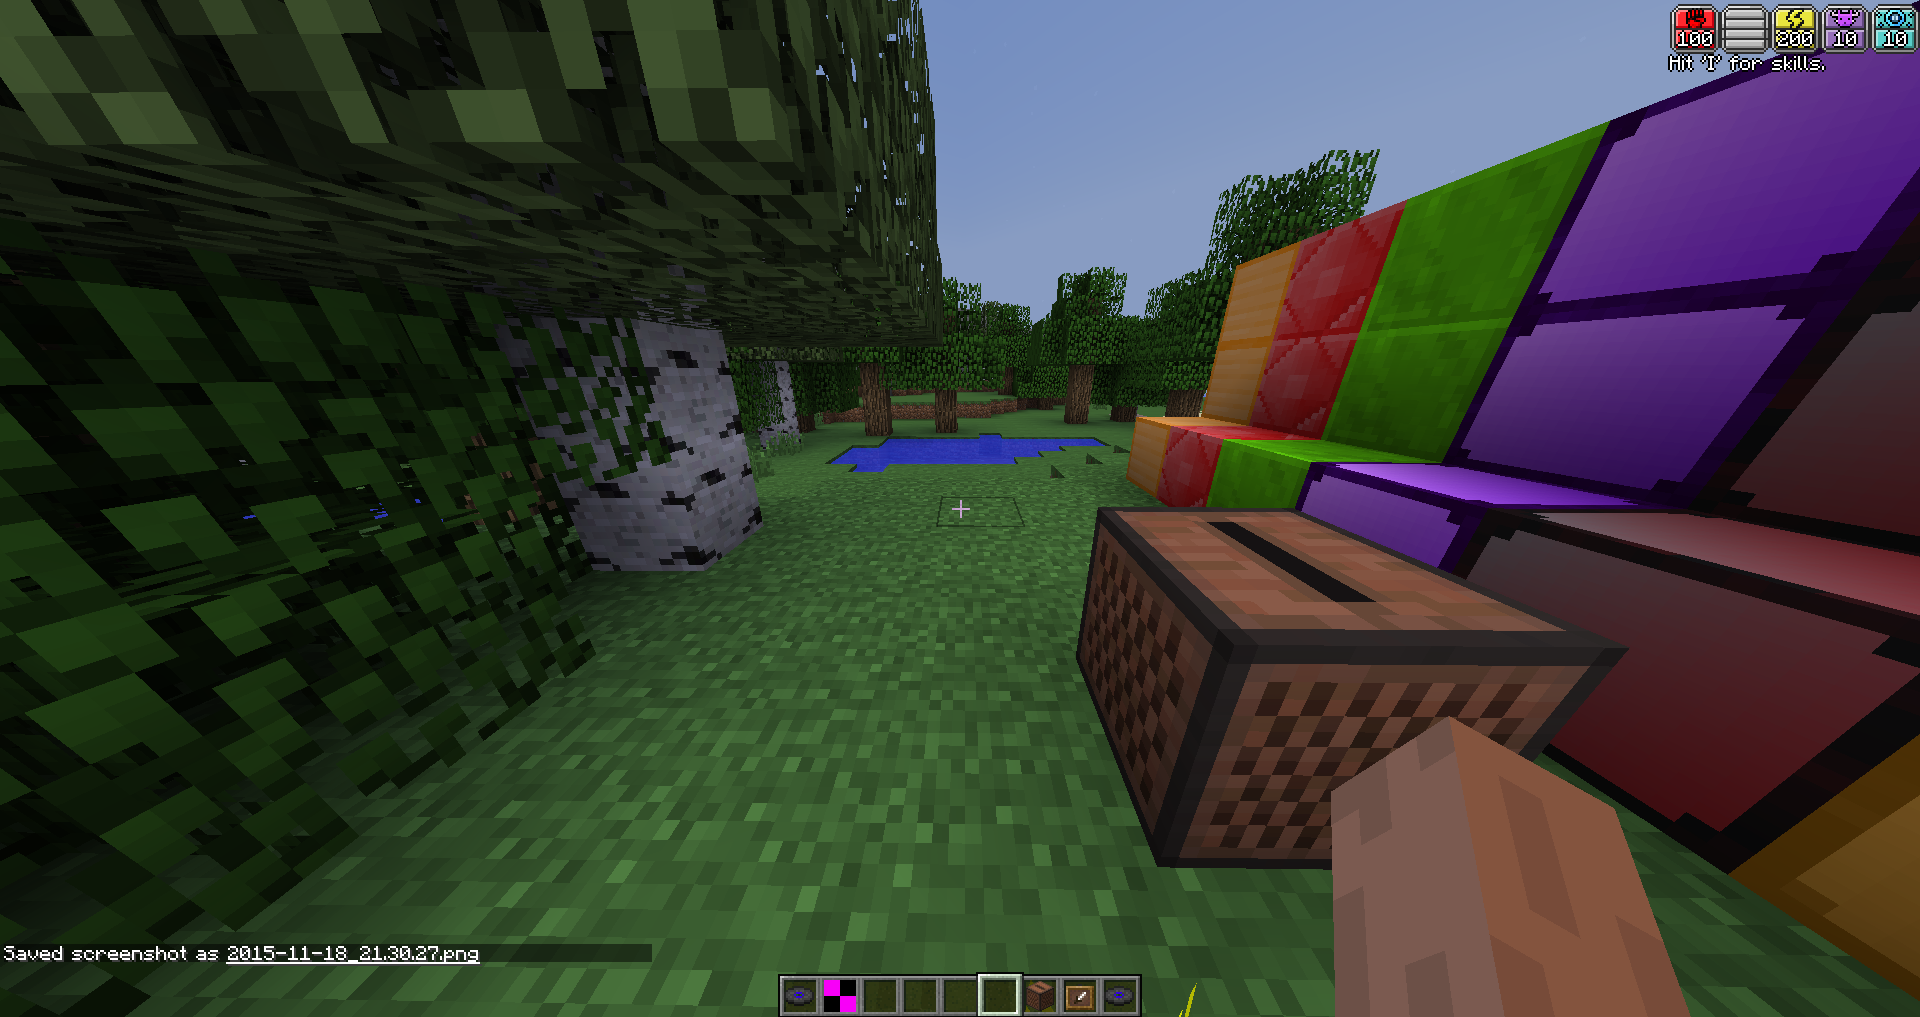 100 200 10 10
Hit 'I' for skills.
Saved screenshot as 2015-11-18_21.30.27.png